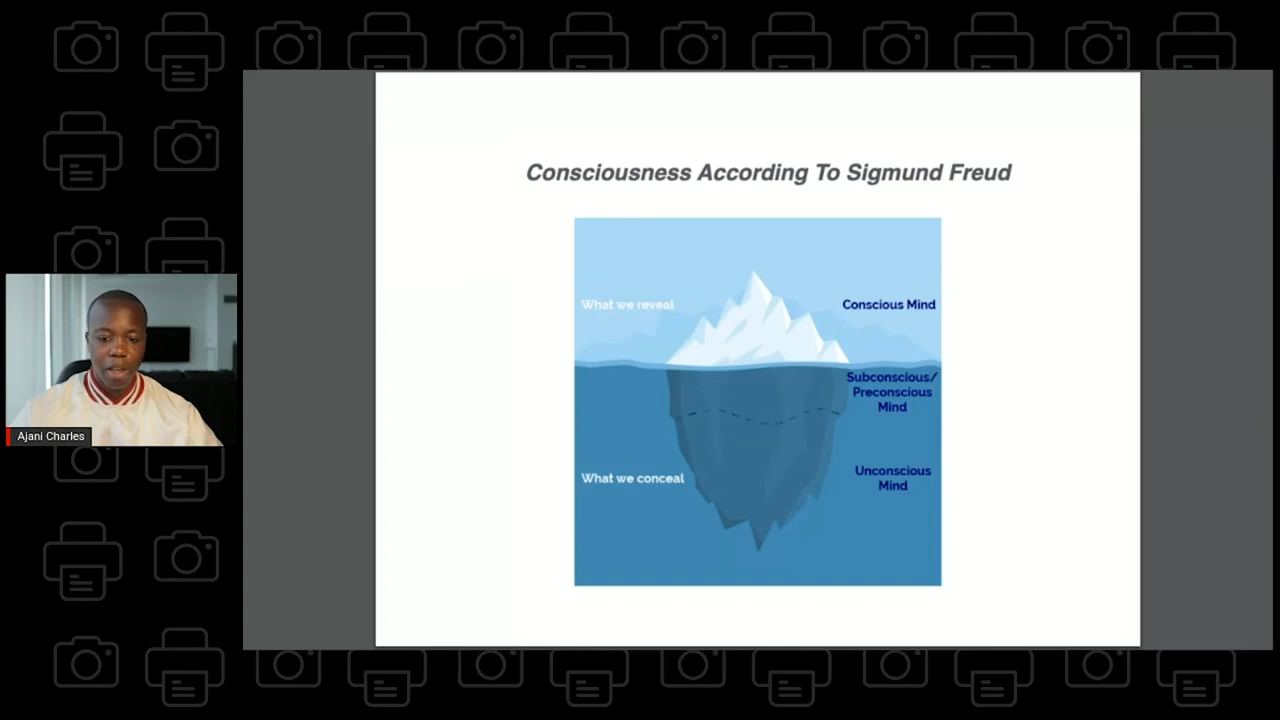 Consciousness According To Sigmund Freud
What we reveal
Conscious Mind
Subconscious/
Preconscious
Mind
What we conceal
Unconscious
Mind
Ajani Charles